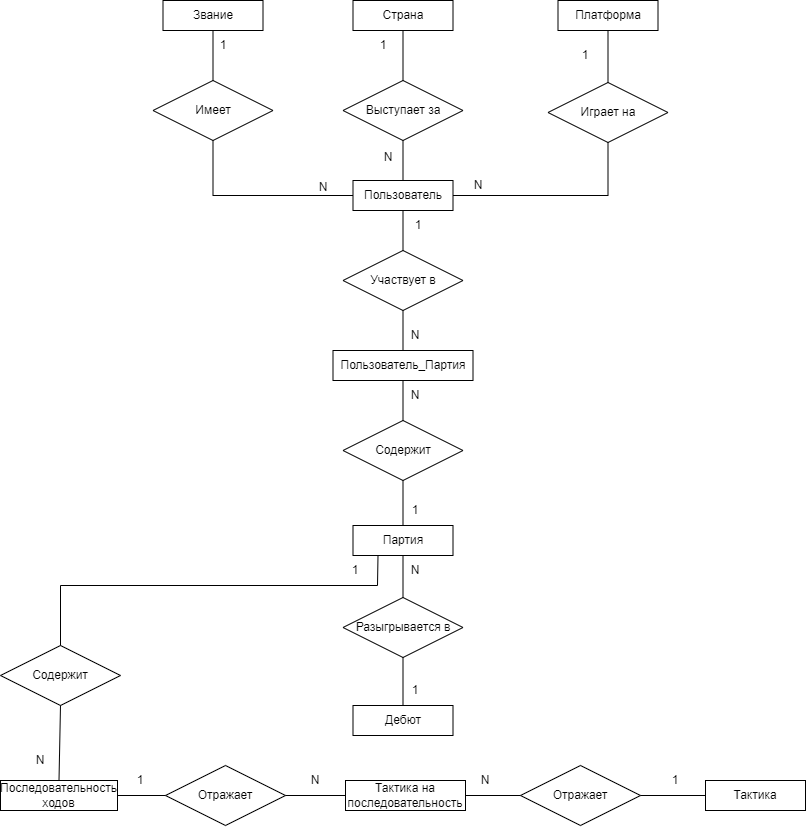 Звание
Страна
Платформа
1
1
1
Имеет
Выступает за
Играет на
N
N
N
Пользователь
1
Участвует в
N
Пользователь_Партия
N
Содержит
1
Партия
1
N
Разыгрывается в
Содержит
1
Дебют
N
Последовательность
ходов
1
Отражает
N
Тактика на
последовательность
N
Отражает
1
Тактика